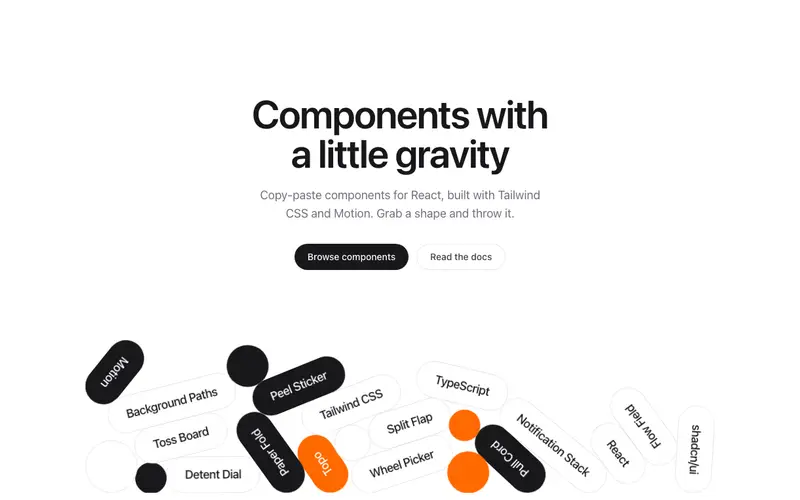 Components with
a little gravity
Copy-paste components for React, built with Tailwind
CSS and Motion. Grab a shape and throw it.
Browse components
Read the docs
Motion
Background Paths
Peel Sticker
Tailwind CSS
TypeScript
Toss Board
Paper Fold
Topo
Split Flap
Wheel Picker
Detent Dial
Pull Cord
Notification Stack
React
Flow Field
shadcn/ui